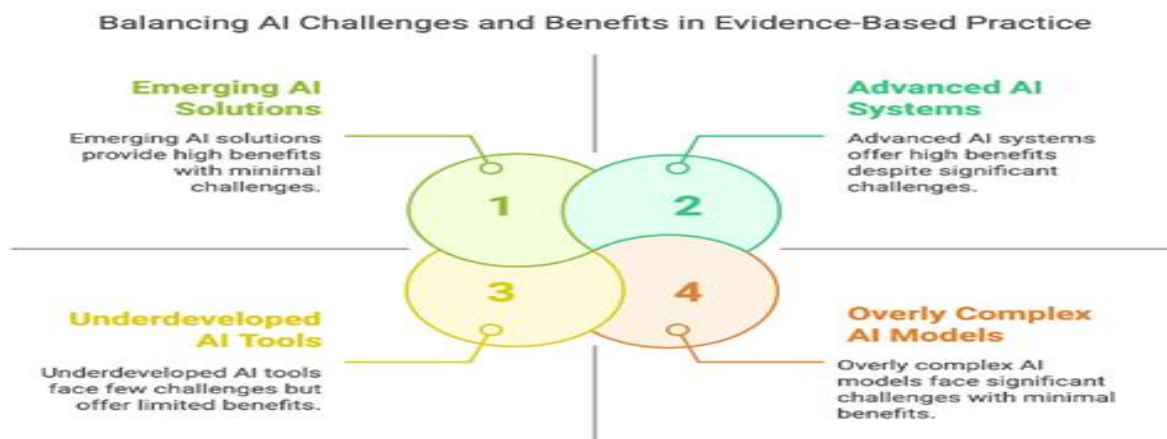 Balancing AI Challenges and Benefits in Evidence-Based Practice
Emerging AI
Solutions
Emerging AI solutions
provide high benefits
with minimal
challenges.
Advanced AI
Systems
Advanced AI systems
offer high benefits
despite significant
challenges.
1
2
3
4
Underdeveloped
AI Tools
Underdeveloped AI tools
face few challenges but
offer limited benefits.
Overly Complex
AI Models
Overly complex AI
models face significant
challenges with minimal
benefits.